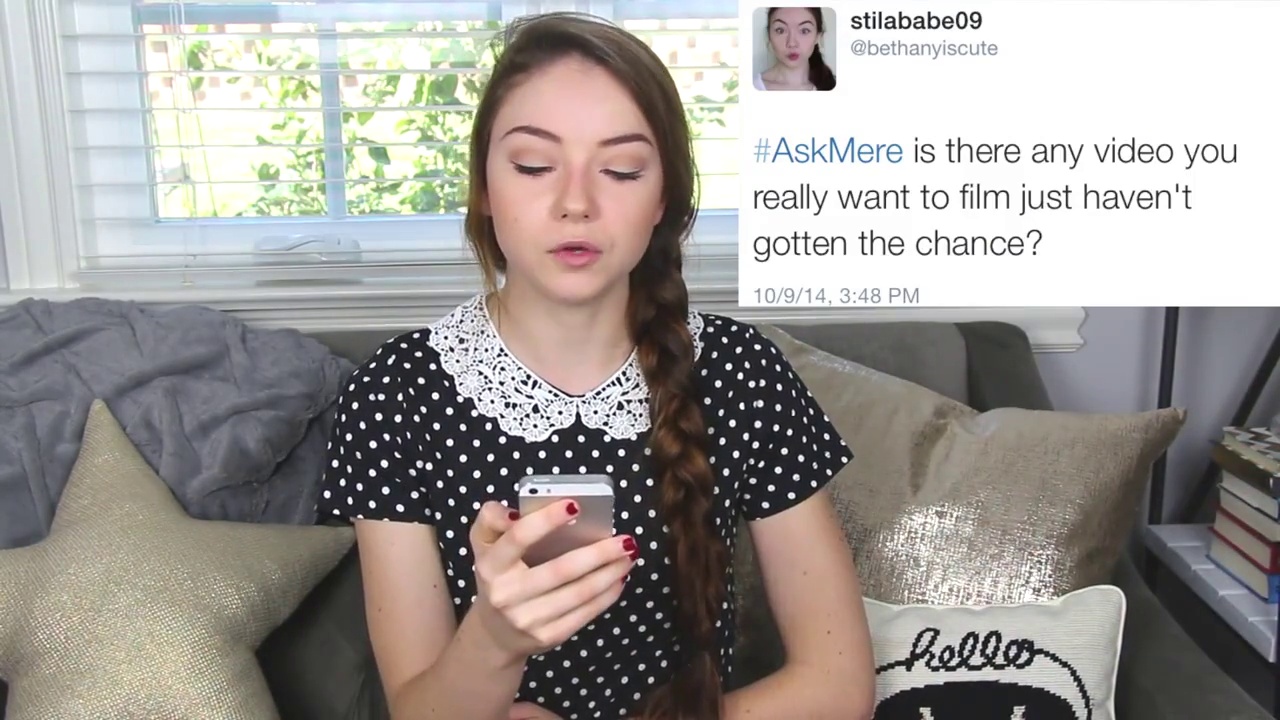 stilababe09
@bethanyiscute
#AskMere is there any video you
really want to film just haven't
gotten the chance?
10/9/14, 3:48 PM
hello